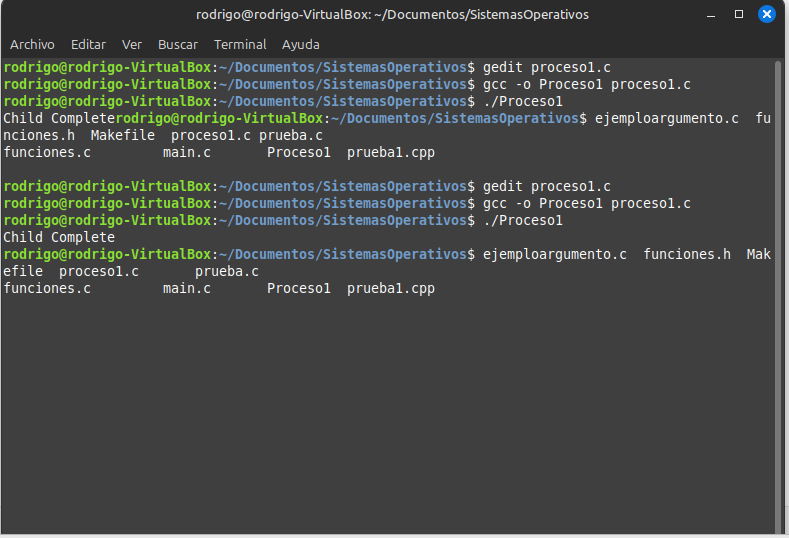 rodrigo@rodrigo-VirtualBox: ~/Documentos/SistemasOperativos
Archivo Editar Ver Buscar Terminal Ayuda
rodrigo@rodrigo-VirtualBox:~/Documentos/SistemasOperativos$ gedit proceso1.c
rodrigo@rodrigo-VirtualBox:~/Documentos/SistemasOperativos$ gcc -o Proceso1 proceso1.c
rodrigo@rodrigo-VirtualBox:~/Documentos/SistemasOperativos$ ./Proceso1
Child Completerodrigo@rodrigo-VirtualBox:~/Documentos/SistemasOperativos$ ejemploargumento.c  fu
nciones.h  Makefile  proceso1.c prueba.c
funciones.c         main.c       Proceso1  prueba1.cpp
rodrigo@rodrigo-VirtualBox:~/Documentos/SistemasOperativos$ gedit proceso1.c
rodrigo@rodrigo-VirtualBox:~/Documentos/SistemasOperativos$ gcc -o Proceso1 proceso1.c
rodrigo@rodrigo-VirtualBox:~/Documentos/SistemasOperativos$ ./Proceso1
Child Complete
rodrigo@rodrigo-VirtualBox:~/Documentos/SistemasOperativos$ ejemploargumento.c  funciones.h  Mak
efile  proceso1.c       prueba.c
funciones.c         main.c       Proceso1  prueba1.cpp